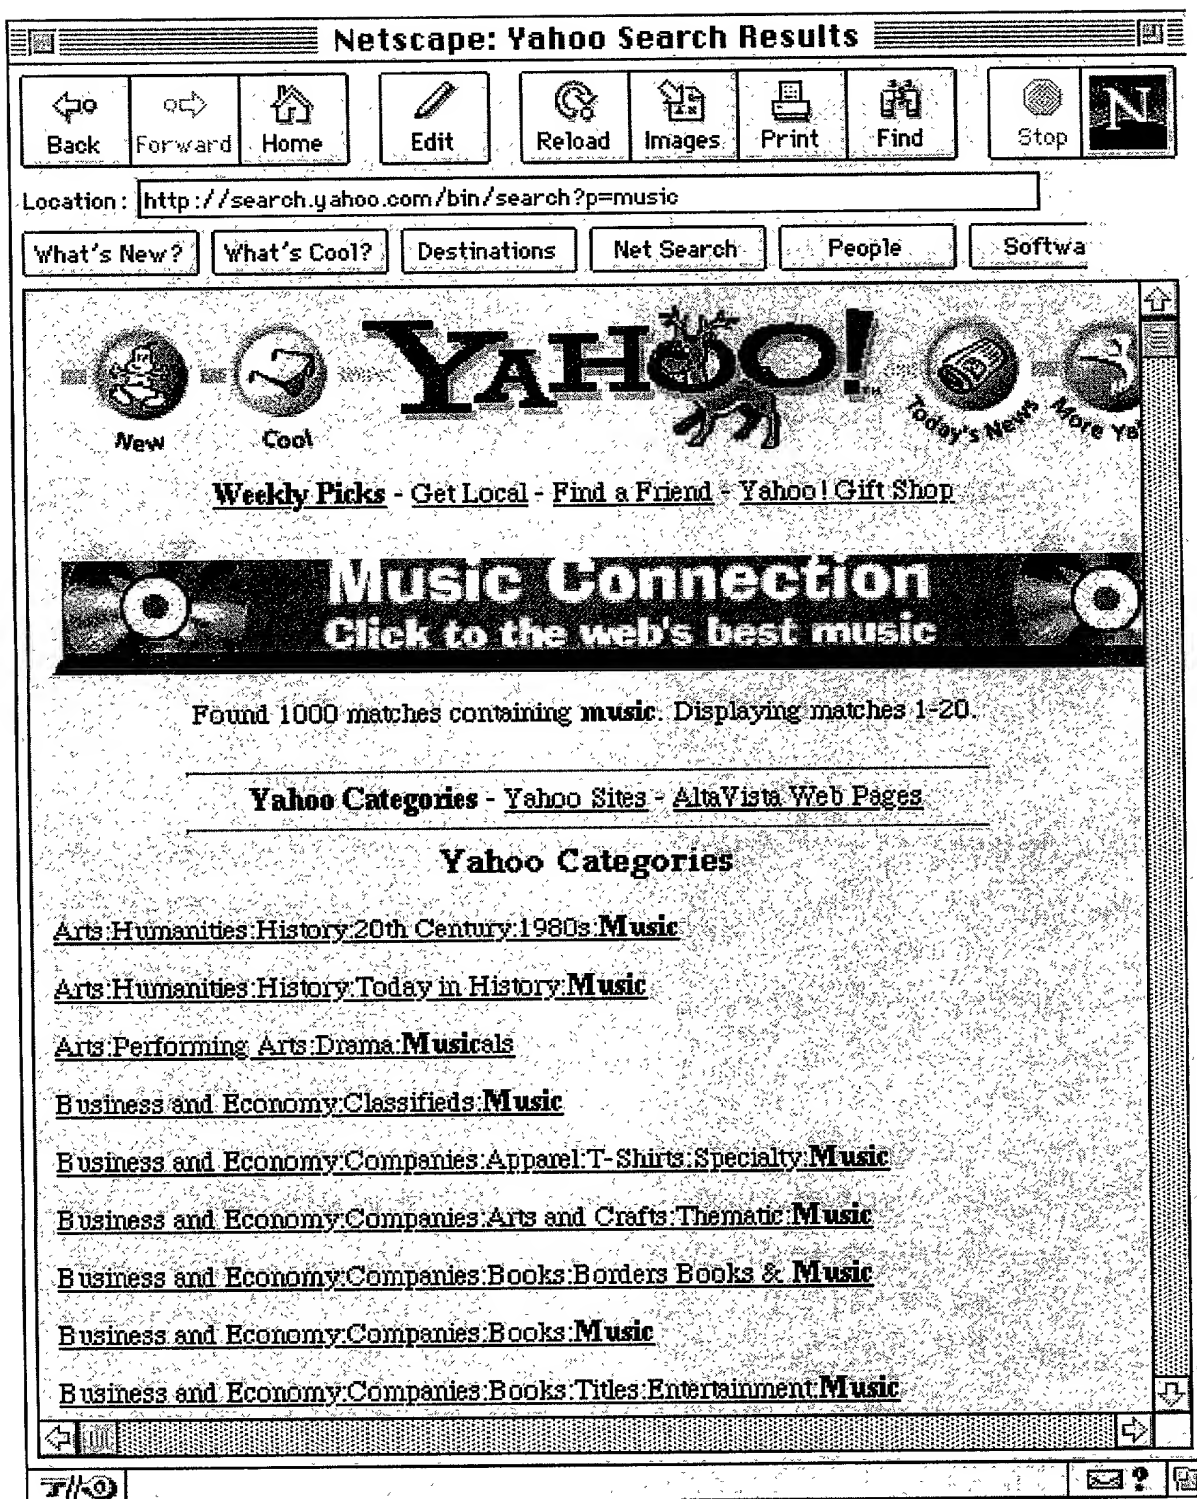 Netscape: Yahoo Search Results
Back Forward Home Edit Reload Images Print Find Stop N
Location: http://search.yahoo.com/bin/search?p=music
What's New? What's Cool? Destinations Net Search People Softwa
YAHOO!
New Cool Today's News More Ya
Weekly Picks - Get Local - Find a Friend - Yahoo! Gift Shop
Music Connection
Click to the web's best music
Found 1000 matches containing music. Displaying matches 1-20.
Yahoo Categories - Yahoo Sites - AltaVista Web Pages
Yahoo Categories
Arts:Humanities:History:20th Century:1980s:Music
Arts:Humanities:History:Today in History:Music
Arts:Performing Arts:Drama:Musicals
Business and Economy:Classifieds:Music
Business and Economy:Companies:Apparel:T-Shirts:Specialty:Music
Business and Economy:Companies:Arts and Crafts:Thematic:Music
Business and Economy:Companies:Books:Borders Books & Music
Business and Economy:Companies:Books:Music
Business and Economy:Companies:Books:Titles:Entertainment:Music
?